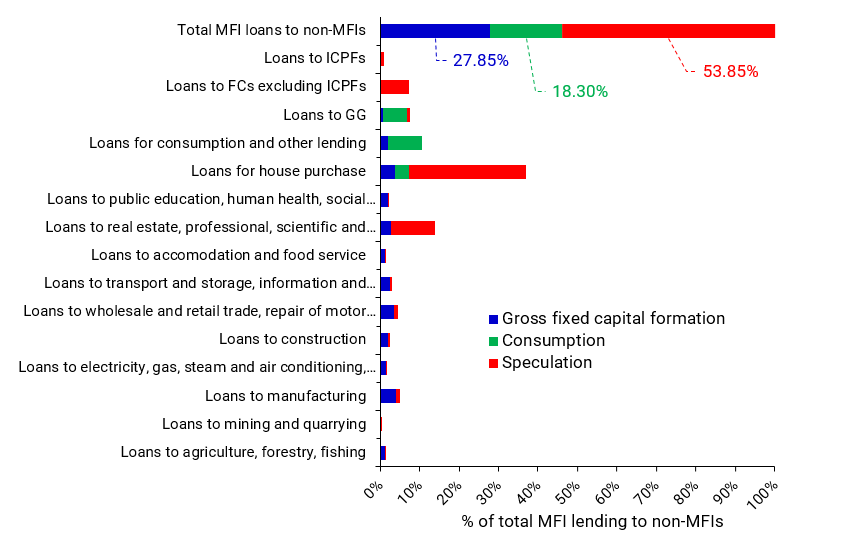 Total MFI loans to non-MFIs
27.85%
18.30%
53.85%
Loans to ICPFs
Loans to FCs excluding ICPFs
Loans to GG
Loans for consumption and other lending
Loans for house purchase
Loans to public education, human health, social...
Loans to real estate, professional, scientific and...
Loans to accomodation and food service
Loans to transport and storage, information and...
Loans to wholesale and retail trade, repair of motor...
Loans to construction
Loans to electricity, gas, steam and air conditioning,...
Loans to manufacturing
Loans to mining and quarrying
Loans to agriculture, forestry, fishing
Gross fixed capital formation
Consumption
Speculation
0%
10%
20%
30%
40%
50%
60%
70%
80%
90%
100%
% of total MFI lending to non-MFIs